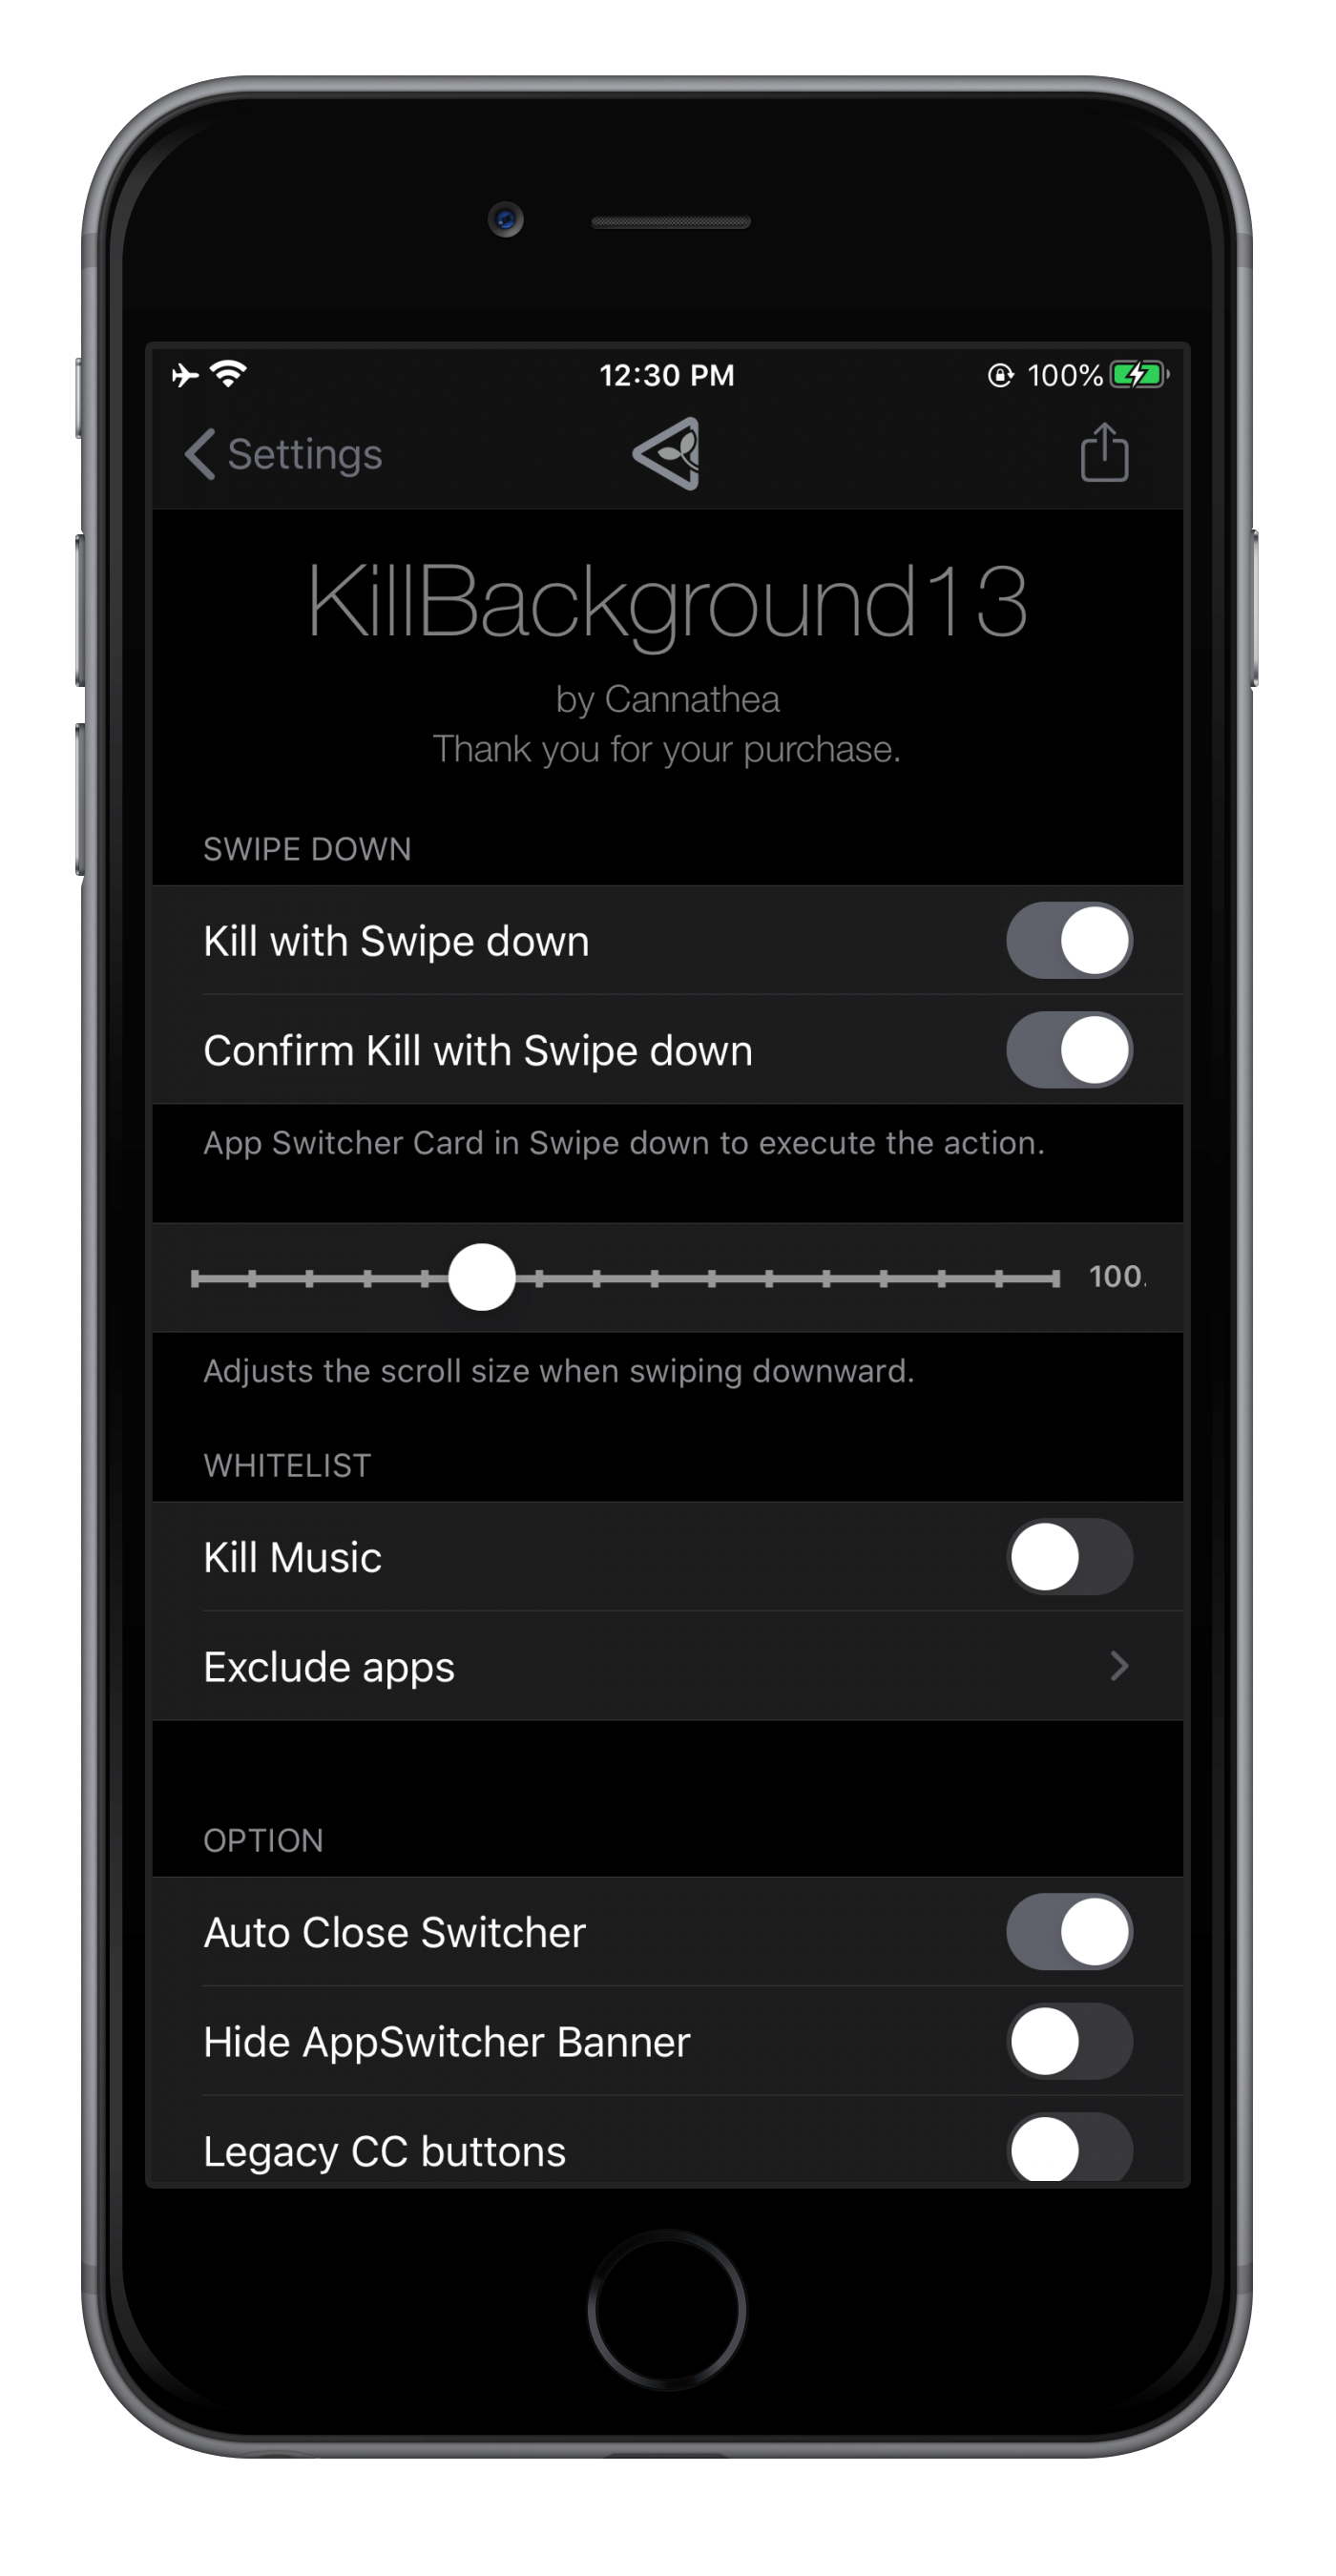 12:30 PM
100%
Settings
KillBackground13
by Cannathea
Thank you for your purchase.
SWIPE DOWN
Kill with Swipe down
Confirm Kill with Swipe down
App Switcher Card in Swipe down to execute the action.
100.
Adjusts the scroll size when swiping downward.
WHITELIST
Kill Music
Exclude apps
OPTION
Auto Close Switcher
Hide AppSwitcher Banner
Legacy CC buttons